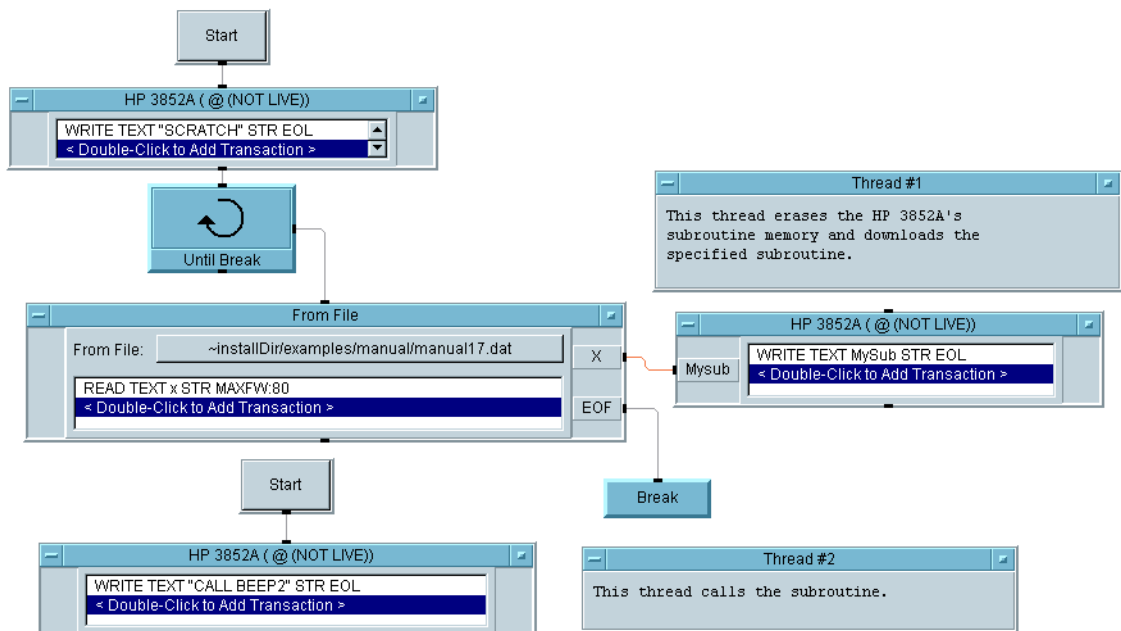 Start
HP 3852A ( @ (NOT LIVE))
WRITE TEXT "SCRATCH" STR EOL
< Double-Click to Add Transaction >
Until Break
Thread #1
This thread erases the HP 3852A's
subroutine memory and downloads the
specified subroutine.
From File
From File:
~installDir/examples/manual/manual17.dat
READ TEXT x STR MAXFW:80
< Double-Click to Add Transaction >
X
EOF
HP 3852A ( @ (NOT LIVE))
Mysub
WRITE TEXT MySub STR EOL
< Double-Click to Add Transaction >
Break
Start
HP 3852A ( @ (NOT LIVE))
WRITE TEXT "CALL BEEP2" STR EOL
< Double-Click to Add Transaction >
Thread #2
This thread calls the subroutine.